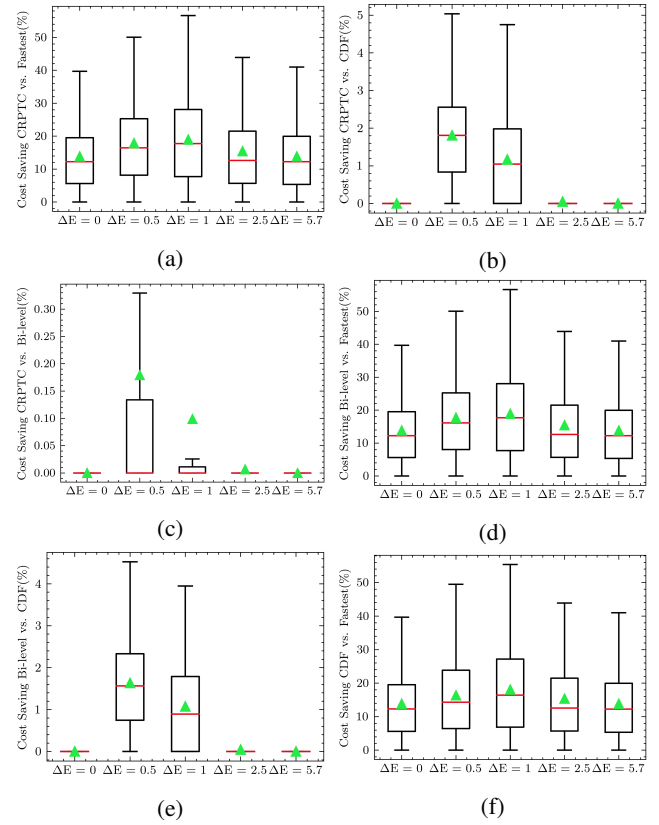 Cost Saving CRPTC vs. Fastest(%)
50
40
30
20
10
0
ΔE = 0 ΔE = 0.5 ΔE = 1 ΔE = 2.5 ΔE = 5.7
(a)
Cost Saving CRPTC vs. CDF(%)
5
4
3
2
1
0
ΔE = 0 ΔE = 0.5 ΔE = 1 ΔE = 2.5 ΔE = 5.7
(b)
Cost Saving CRPTC vs. Bi-level(%)
0.30
0.25
0.20
0.15
0.10
0.05
0.00
ΔE = 0 ΔE = 0.5 ΔE = 1 ΔE = 2.5 ΔE = 5.7
(c)
Cost Saving Bi-level vs. Fastest(%)
50
40
30
20
10
0
ΔE = 0 ΔE = 0.5 ΔE = 1 ΔE = 2.5 ΔE = 5.7
(d)
Cost Saving Bi-level vs. CDF(%)
4
3
2
1
0
ΔE = 0 ΔE = 0.5 ΔE = 1 ΔE = 2.5 ΔE = 5.7
(e)
Cost Saving CDF vs. Fastest(%)
50
40
30
20
10
0
ΔE = 0 ΔE = 0.5 ΔE = 1 ΔE = 2.5 ΔE = 5.7
(f)